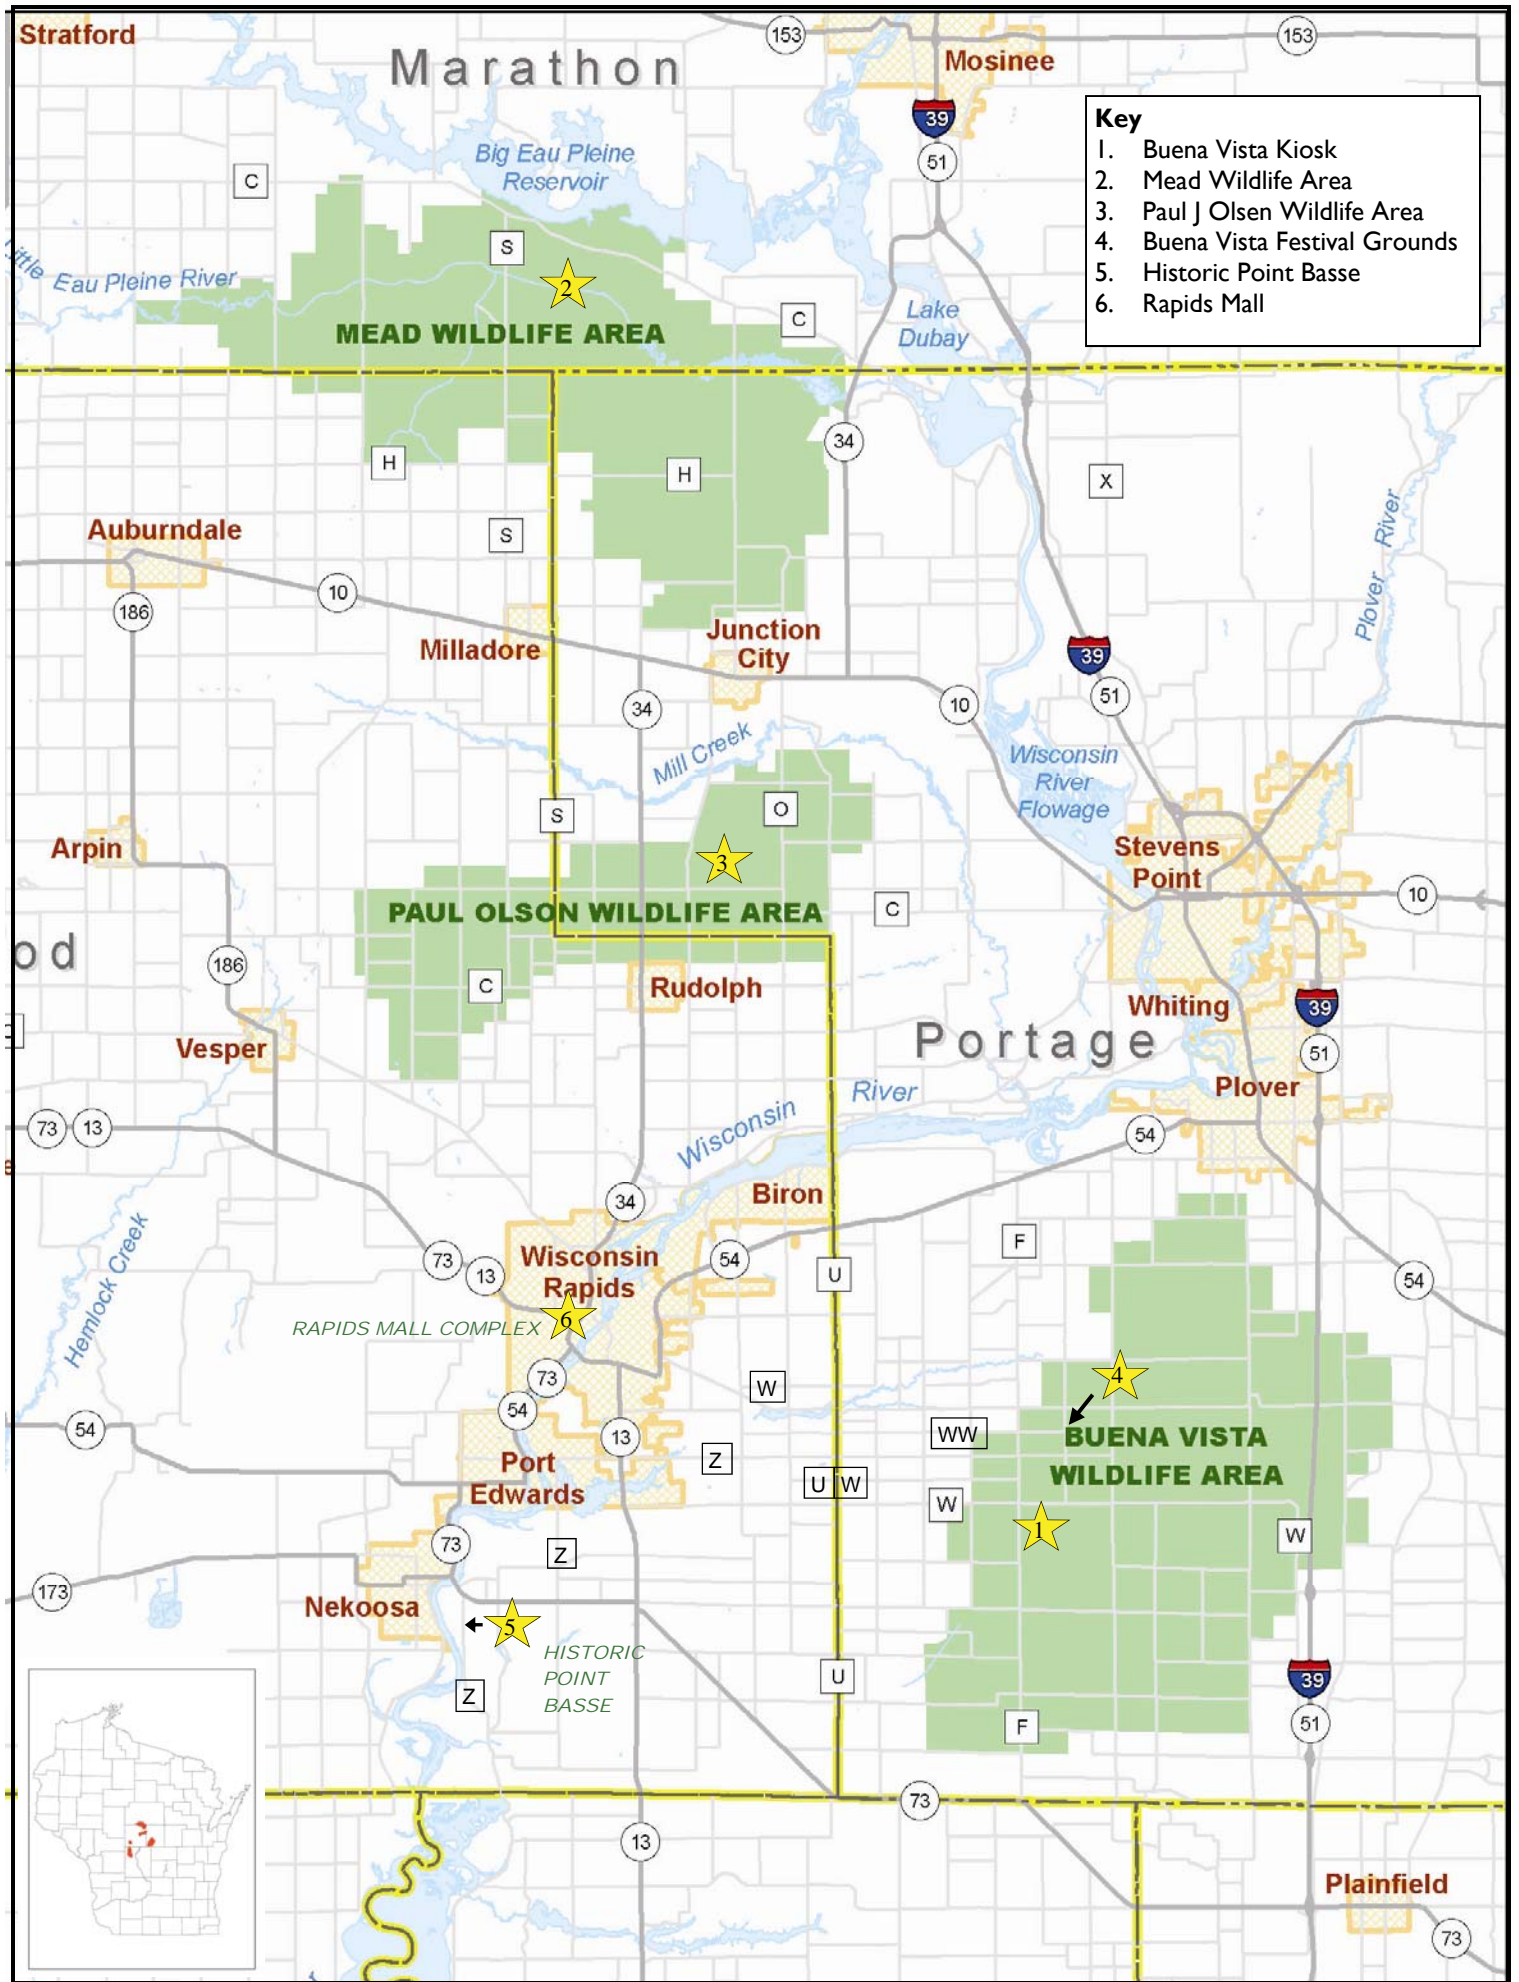 Stratford
Marathon
153
Mosinee
153
39
51
Key
1. Buena Vista Kiosk
2. Mead Wildlife Area
3. Paul J Olsen Wildlife Area
4. Buena Vista Festival Grounds
5. Historic Point Basse
6. Rapids Mall
Big Eau Pleine
Reservoir
C
S
Little Eau Pleine River
2
MEAD WILDLIFE AREA
C
Lake
Dubay
34
H
H
X
Auburndale
S
Plover River
10
186
Milladore
Junction
City
39
51
34
10
Mill Creek
Wisconsin
River
Flowage
O
S
Arpin
3
Stevens
Point
10
PAUL OLSON WILDLIFE AREA
C
od
186
C
Rudolph
Whiting
39
Vesper
Portage
51
Plover
Wisconsin River
73
13
54
Biron
34
Hemlock Creek
F
73
13
Wisconsin
Rapids
54
U
54
6
RAPIDS MALL COMPLEX
73
W
4
54
54
13
WW
BUENA VISTA
WILDLIFE AREA
Z
Port
Edwards
U
W
W
1
W
73
Z
173
Nekoosa
5
HISTORIC
POINT
BASSE
Z
U
39
F
51
73
13
Plainfield
73